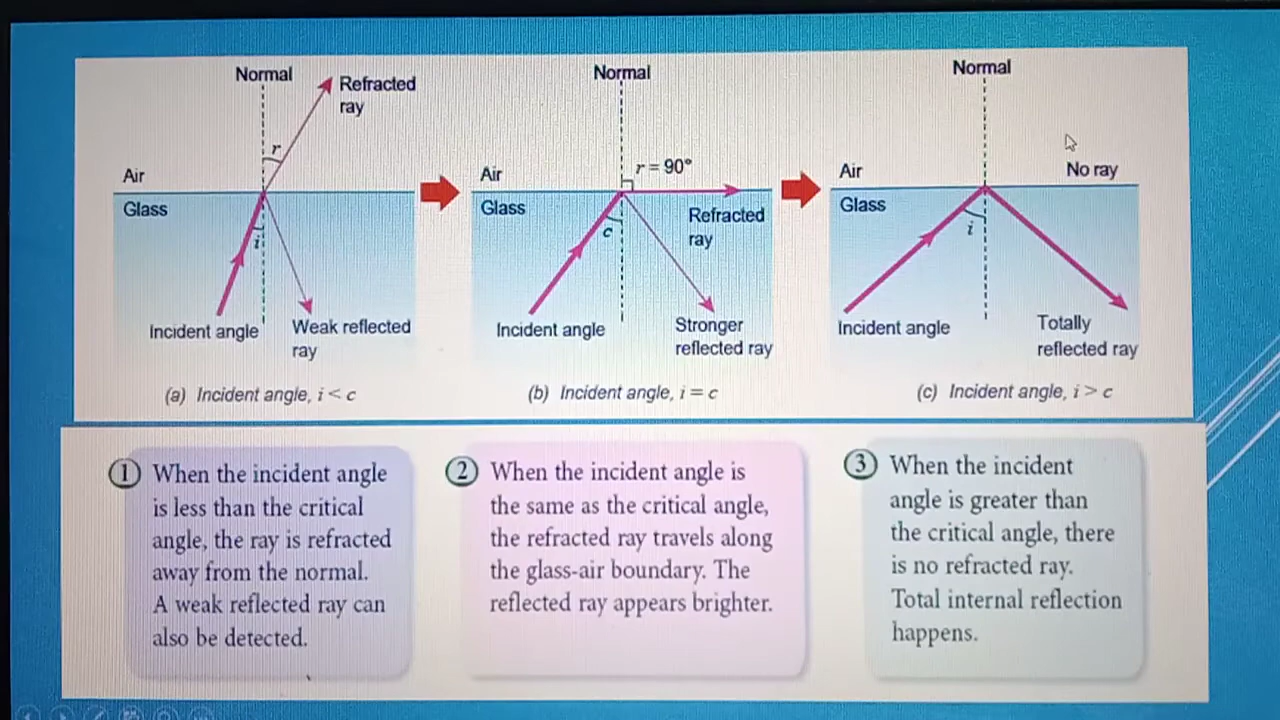 Normal
Refracted
ray
r
Air
Glass
i
Incident angle
Weak reflected
ray
(a) Incident angle, i < c
Normal
r = 90°
Air
Glass
c
Refracted
ray
Incident angle
Stronger
reflected ray
(b) Incident angle, i = c
Normal
Air
No ray
Glass
i
Incident angle
Totally
reflected ray
(c) Incident angle, i > c
1 When the incident angle
is less than the critical
angle, the ray is refracted
away from the normal.
A weak reflected ray can
also be detected.
2 When the incident angle is
the same as the critical angle,
the refracted ray travels along
the glass-air boundary. The
reflected ray appears brighter.
3 When the incident
angle is greater than
the critical angle, there
is no refracted ray.
Total internal reflection
happens.